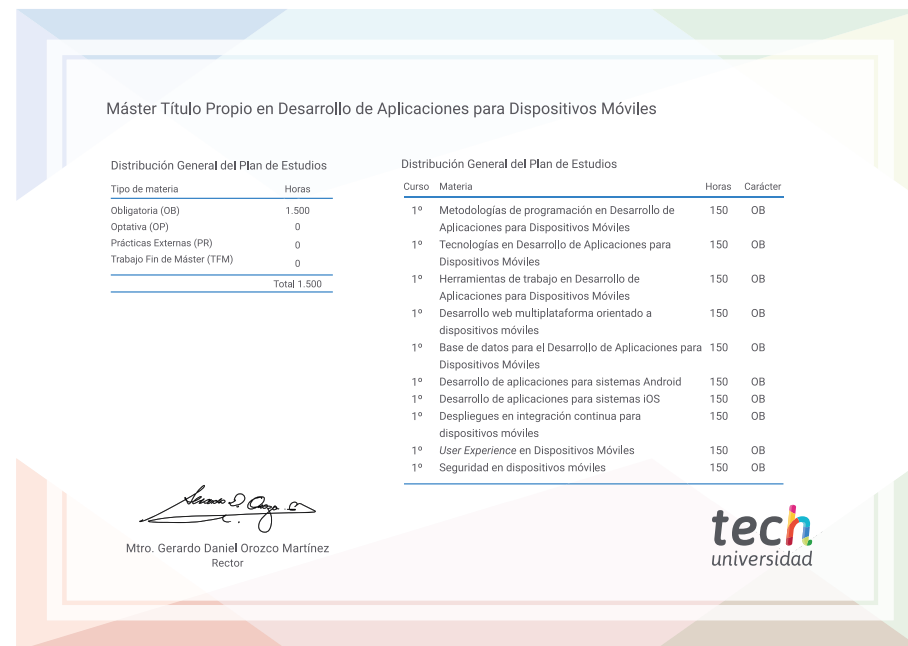 Máster Título Propio en Desarrollo de Aplicaciones para Dispositivos Móviles
Distribución General del Plan de Estudios
Tipo de materia Horas
Obligatoria (OB) 1.500
Optativa (OP) 0
Prácticas Externas (PR) 0
Trabajo Fin de Máster (TFM) 0
Total 1.500
Distribución General del Plan de Estudios
Curso Materia Horas Carácter
1º Metodologías de programación en Desarrollo de 150 OB
Aplicaciones para Dispositivos Móviles
1º Tecnologías en Desarrollo de Aplicaciones para 150 OB
Dispositivos Móviles
1º Herramientas de trabajo en Desarrollo de 150 OB
Aplicaciones para Dispositivos Móviles
1º Desarrollo web multiplataforma orientado a 150 OB
dispositivos móviles
1º Base de datos para el Desarrollo de Aplicaciones para 150 OB
Dispositivos Móviles
1º Desarrollo de aplicaciones para sistemas Android 150 OB
1º Desarrollo de aplicaciones para sistemas iOS 150 OB
1º Despliegues en integración continua para 150 OB
dispositivos móviles
1º User Experience en Dispositivos Móviles 150 OB
1º Seguridad en dispositivos móviles 150 OB
Mtro. Gerardo Daniel Orozco Martínez
Rector
tech
universidad